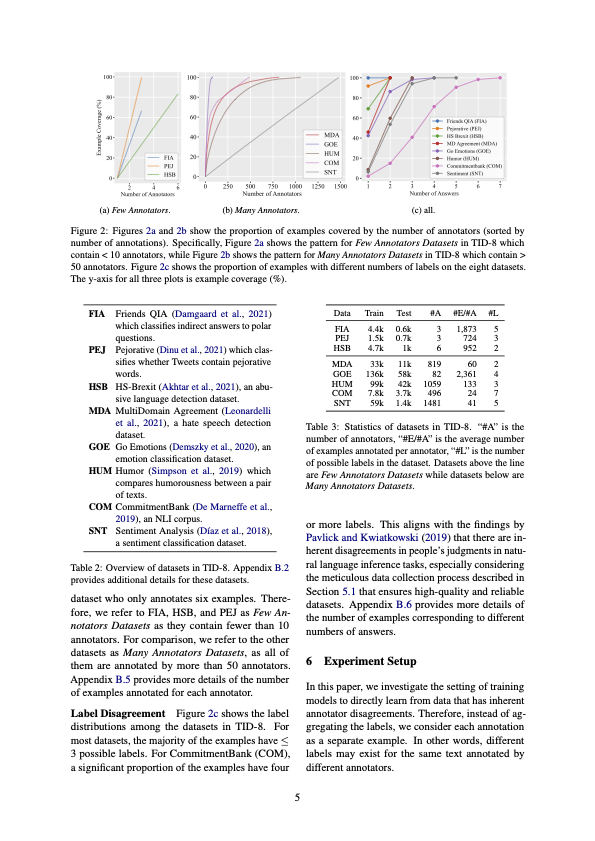 100
80
60
40
20
0
Example Coverage (%)
2
4
6
Number of Annotators
FIA
PEJ
HSB
100
80
60
40
20
0
0
250
500
750
1000
1250
1500
Number of Annotators
MDA
GOE
HUM
COM
SNT
100
80
60
40
20
0
1
2
3
4
5
6
7
Number of Answers
Friends QIA (FIA)
Pejorative (PEJ)
HS Brexit (HSB)
MD Agreement (MDA)
Go Emotions (GOE)
Humor (HUM)
Commitmentbank (COM)
Sentiment (SNT)
(a) Few Annotators.
(b) Many Annotators.
(c) all.
Figure 2: Figures 2a and 2b show the proportion of examples covered by the number of annotators (sorted by
number of annotations). Specifically, Figure 2a shows the pattern for Few Annotators Datasets in TID-8 which
contain < 10 annotators, while Figure 2b shows the pattern for Many Annotators Datasets in TID-8 which contain >
50 annotators. Figure 2c shows the proportion of examples with different numbers of labels on the eight datasets.
The y-axis for all three plots is example coverage (%).
FIA Friends QIA (Damgaard et al., 2021)
which classifies indirect answers to polar
questions.
PEJ Pejorative (Dinu et al., 2021) which clas-
sifies whether Tweets contain pejorative
words.
HSB HS-Brexit (Akhtar et al., 2021), an abu-
sive language detection dataset.
MDA MultiDomain Agreement (Leonardelli
et al., 2021), a hate speech detection
dataset.
GOE Go Emotions (Demszky et al., 2020), an
emotion classification dataset.
HUM Humor (Simpson et al., 2019) which
compares humorousness between a pair
of texts.
COM CommitmentBank (De Marneffe et al.,
2019), an NLI corpus.
SNT Sentiment Analysis (Díaz et al., 2018),
a sentiment classification dataset.
Table 2: Overview of datasets in TID-8. Appendix B.2
provides additional details for these datasets.
dataset who only annotates six examples. There-
fore, we refer to FIA, HSB, and PEJ as Few An-
notators Datasets as they contain fewer than 10
annotators. For comparison, we refer to the other
datasets as Many Annotators Datasets, as all of
them are annotated by more than 50 annotators.
Appendix B.5 provides more details of the number
of examples annotated for each annotator.
Label Disagreement Figure 2c shows the label
distributions among the datasets in TID-8. For
most datasets, the majority of the examples have ≤
3 possible labels. For CommitmentBank (COM),
a significant proportion of the examples have four
Data Train Test #A #E/#A #L
FIA 4.4k 0.6k 3 1,873 5
PEJ 1.5k 0.7k 3 724 3
HSB 4.7k 1k 6 952 2
MDA 33k 11k 819 60 2
GOE 136k 58k 82 2,361 4
HUM 99k 42k 1059 133 3
COM 7.8k 3.7k 496 24 7
SNT 59k 1.4k 1481 41 5
Table 3: Statistics of datasets in TID-8. “#A” is the
number of annotators, “#E/#A” is the average number
of examples annotated per annotator, “#L” is the number
of possible labels in the dataset. Datasets above the line
are Few Annotators Datasets while datasets below are
Many Annotators Datasets.
or more labels. This aligns with the findings by
Pavlick and Kwiatkowski (2019) that there are in-
herent disagreements in people’s judgments in natu-
ral language inference tasks, especially considering
the meticulous data collection process described in
Section 5.1 that ensures high-quality and reliable
datasets. Appendix B.6 provides more details of
the number of examples corresponding to different
numbers of answers.
6 Experiment Setup
In this paper, we investigate the setting of training
models to directly learn from data that has inherent
annotator disagreements. Therefore, instead of ag-
gregating the labels, we consider each annotation
as a separate example. In other words, different
labels may exist for the same text annotated by
different annotators.
5